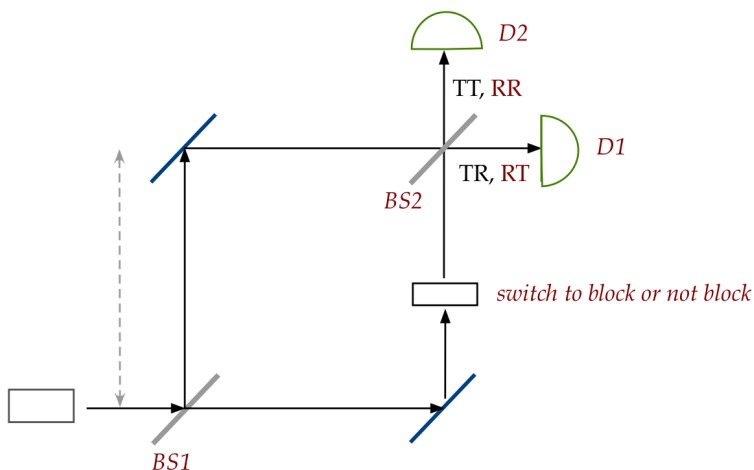 D2
TT, RR
D1
TR, RT
BS2
switch to block or not block
BS1